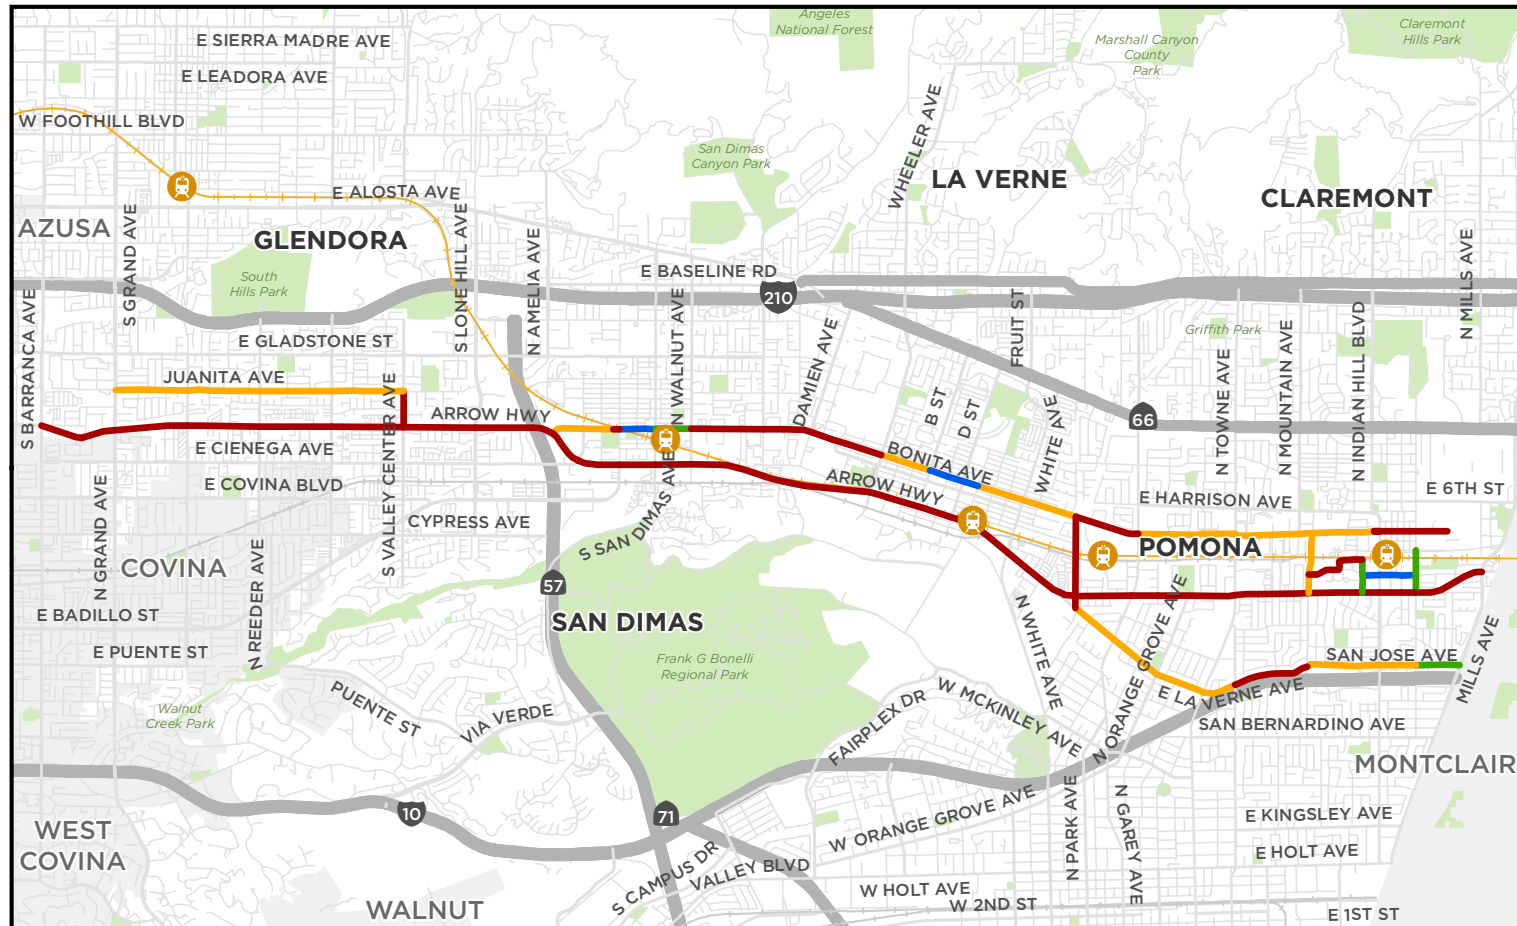 Angeles
National Forest
Claremont
Hills Park
E SIERRA MADRE AVE
Marshall Canyon
County
Park
E LEADORA AVE
W FOOTHILL BLVD
WHEELER AVE
San Dimas
Canyon Park
LA VERNE
E ALOSTA AVE
CLAREMONT
AZUSA
S GRAND AVE
GLENDORA
S LONE HILL AVE
N AMELIA AVE
N MILLS AVE
South
Hills Park
E BASELINE RD
210
S BARRANCA AVE
N WALNUT AVE
DAMIEN AVE
FRUIT ST
Griffith Park
N MOUNTAIN AVE
INDIAN HILL BLVD
N
E GLADSTONE ST
JUANITA AVE
S VALLEY CENTER AVE
ARROW HWY
B ST
D ST
WHITE AVE
66
N TOWNE AVE
E CIENEGA AVE
BONITA AVE
E COVINA BLVD
ARROW HWY
E HARRISON AVE
E 6TH ST
N GRAND AVE
CYPRESS AVE
S SAN DIMAS AVE
POMONA
COVINA
57
E BADILLO ST
N REEDER AVE
SAN DIMAS
N WHITE AVE
N ORANGE GROVE AVE
E PUENTE ST
Frank G Bonelli
Regional Park
SAN JOSE AVE
MILLS AVE
Walnut
Creek Park
PUENTE ST
VIA VERDE
W MCKINLEY AVE
E LA VERNE AVE
FAIRPLEX DR
SAN BERNARDINO AVE
MONTCLAIR
10
71
W ORANGE GROVE AVE
N PARK AVE
N GAREY AVE
E KINGSLEY AVE
WEST
COVINA
S CAMPUS DR
VALLEY BLVD
E HOLT AVE
WALNUT
W HOLT AVE
W 2ND ST
E 1ST ST